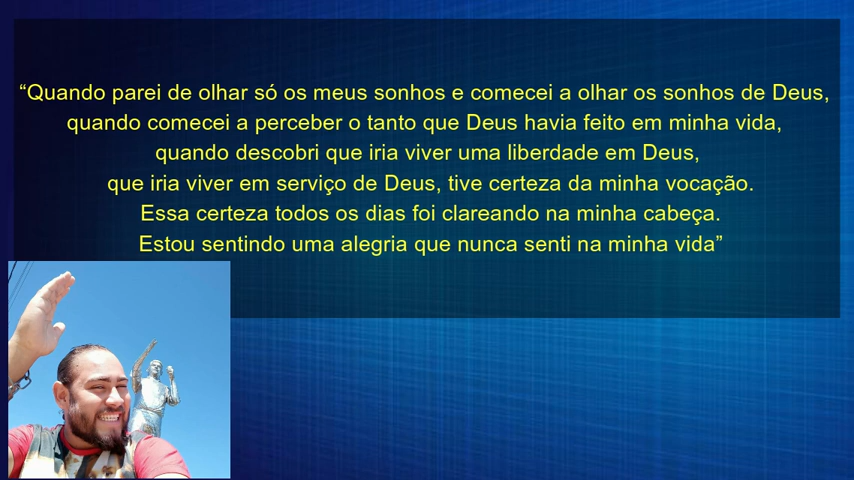 “Quando parei de olhar só os meus sonhos e comecei a olhar os sonhos de Deus,
quando comecei a perceber o tanto que Deus havia feito em minha vida,
quando descobri que iria viver uma liberdade em Deus,
que iria viver em serviço de Deus, tive certeza da minha vocação.
Essa certeza todos os dias foi clareando na minha cabeça.
Estou sentindo uma alegria que nunca senti na minha vida”